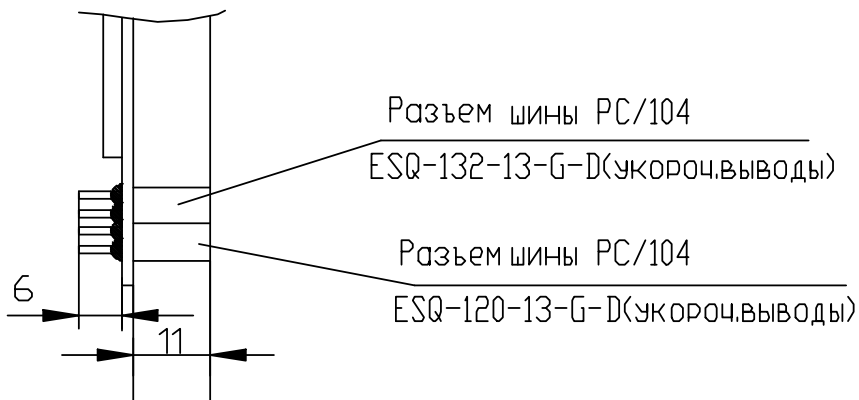 Разъем шины PC/104
ESQ-132-13-G-D(укороч.выводы)
Разъем шины PC/104
ESQ-120-13-G-D(укороч.выводы)
6
11